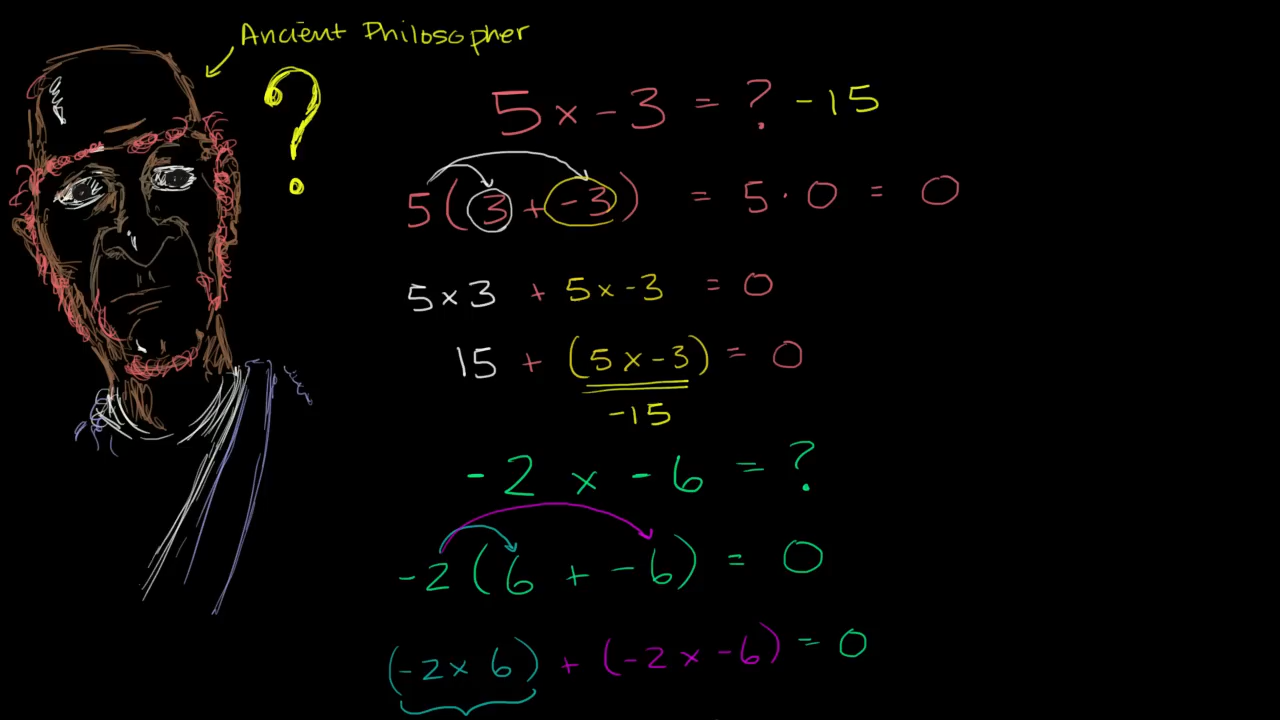 Ancient Philosopher
?
5 x -3 = ? -15
5 ( 3 + -3 ) = 5 · 0 = 0
5 x 3 + 5 x -3 = 0
15 + (5 x -3) = 0
-15
-2 x -6 = ?
-2 ( 6 + -6 ) = 0
(-2 x 6) + (-2 x -6) = 0